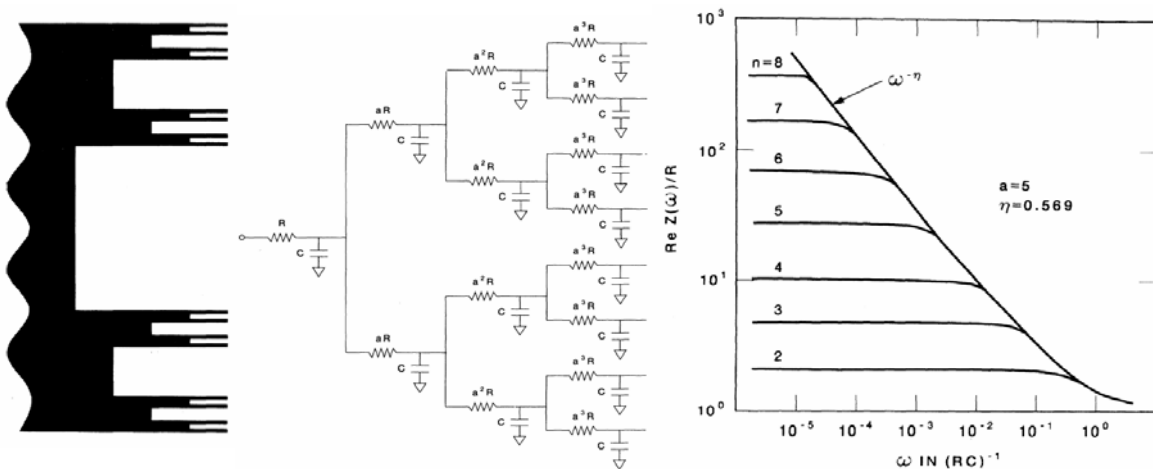 a³R
C
a²R
C
a³R
C
aR
C
a³R
C
a²R
C
a³R
C
R
C
a³R
C
a²R
C
a³R
C
aR
C
a³R
C
a²R
C
a³R
C
Re Z(ω)/R
10³
10²
10¹
10⁰
n=8
7
6
5
4
3
2
ω⁻η
a=5
η=0.569
10⁻⁵ 10⁻⁴ 10⁻³ 10⁻² 10⁻¹ 10⁰
ω IN (RC)⁻¹